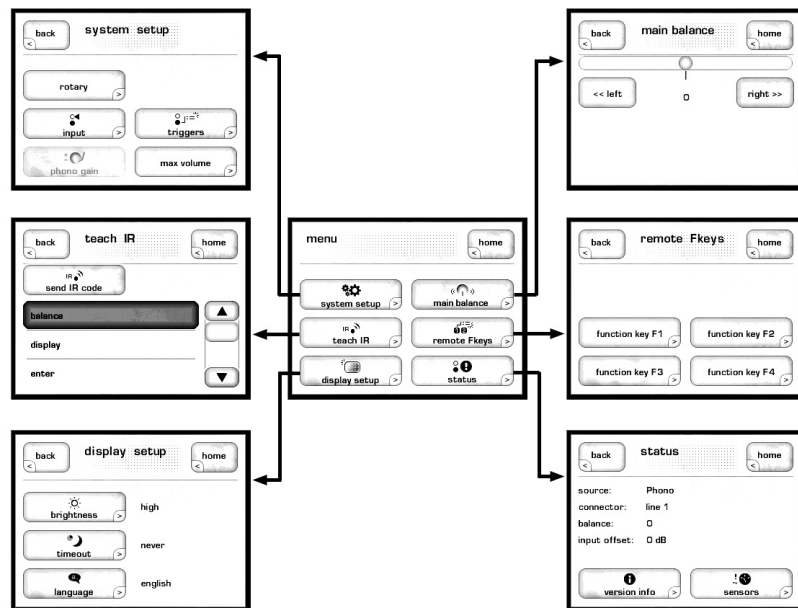 back
system setup
rotary
input
triggers
phono gain
max volume
back
main balance
home
<< left
0
right >>
back
teach IR
home
IR
send IR code
balance
display
enter
menu
home
system setup
main balance
IR
teach IR
remote Fkeys
display setup
status
back
remote Fkeys
home
function key F1
function key F2
function key F3
function key F4
back
display setup
home
brightness
high
timeout
never
language
english
back
status
home
source: Phono
connector: line 1
balance: 0
input offset: 0 dB
version info
sensors